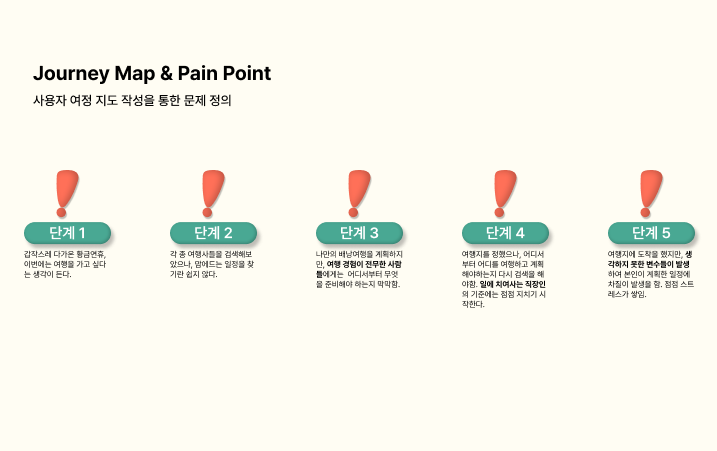 Journey Map & Pain Point
사용자 여정 지도 작성을 통한 문제 정의
단계 1
갑작스레 다가온 황금연휴,
이번에는 여행을 가고 싶다
는 생각이 든다.
단계 2
각 종 여행사들을 검색해보
았으나, 맘에드는 일정을 찾
기란 쉽지 않다.
단계 3
나만의 배낭여행을 계획하지
만, 여행 경험이 전무한 사람
들에게는 어디서부터 무엇
을 준비해야 하는지 막막함.
단계 4
여행지를 정했으나, 어디서
부터 어디를 여행하고 계획
해야하는지 다시 검색을 해
야함. 일에 치여사는 직장인
의 기준에는 점점 지치기 시
작한다.
단계 5
여행지에 도착을 했지만, 생
각하지 못한 변수들이 발생
하여 본인이 계획한 일정에
차질이 발생을 함. 점점 스트
레스가 쌓임.